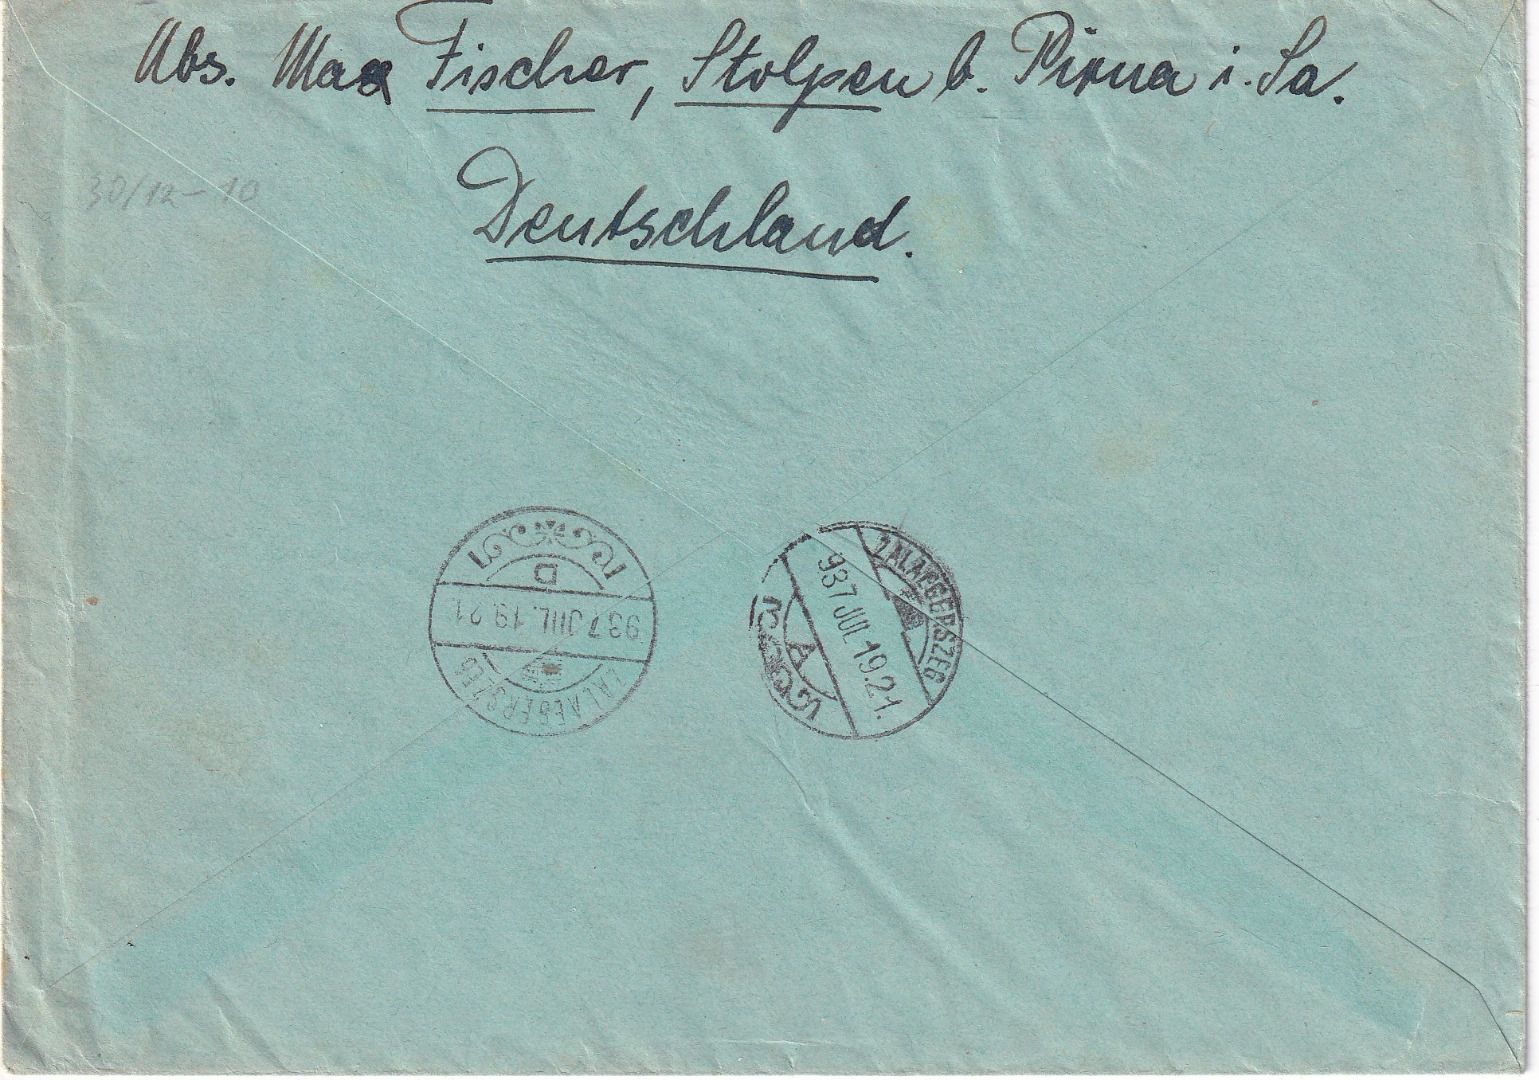 Abs. Max Fischer, Stolpen b. Pirna i. Sa.
Deutschland.
30/12-10
ZALAEGERSZEG
937 JUL. 19. 21.
D
ZALAEGERSZEG
937 JUL. 19. 21.
A